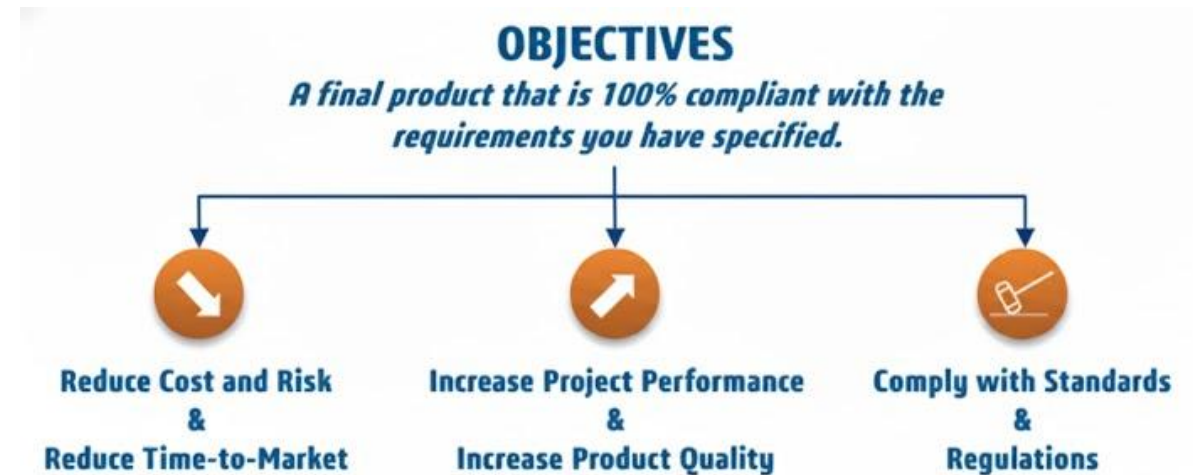 OBJECTIVES
A final product that is 100% compliant with the
requirements you have specified.
Reduce Cost and Risk
&
Reduce Time-to-Market
Increase Project Performance
&
Increase Product Quality
Comply with Standards
&
Regulations